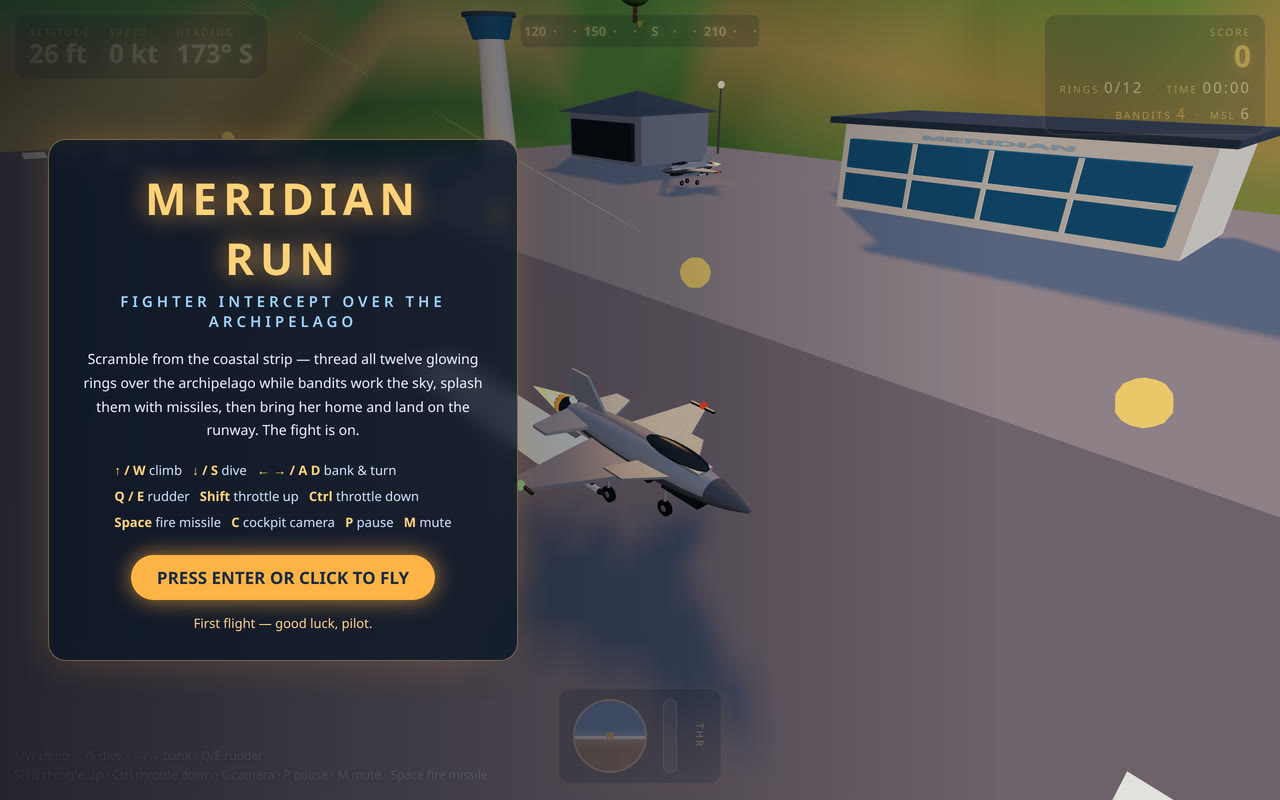 ALTITUDE SPEED HEADING
26 ft 0 kt 173° S
120 · · 150 · · S · · 210 · ·
SCORE
0
RINGS 0/12 · TIME 00:00
BANDITS 4 · MSL 6
MERIDIAN
MERIDIAN
RUN
FIGHTER INTERCEPT OVER THE
ARCHIPELAGO
Scramble from the coastal strip — thread all twelve glowing
rings over the archipelago while bandits work the sky, splash
them with missiles, then bring her home and land on the
runway. The fight is on.
↑ / W climb ↓ / S dive ← → / A D bank & turn
Q / E rudder Shift throttle up Ctrl throttle down
Space fire missile C cockpit camera P pause M mute
PRESS ENTER OR CLICK TO FLY
First flight — good luck, pilot.
THR
↑/W climb · ↓/S dive · ←/→ bank · Q/E rudder
Shift throttle up · Ctrl throttle down · C camera · P pause · M mute · Space fire missile